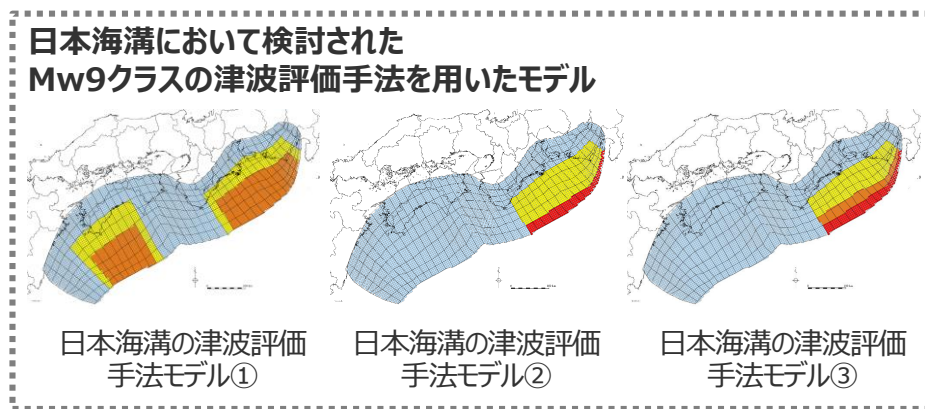 日本海溝において検討された
Mw9クラスの津波評価手法を用いたモデル
日本海溝の津波評価
手法モデル①
日本海溝の津波評価
手法モデル②
日本海溝の津波評価
手法モデル③